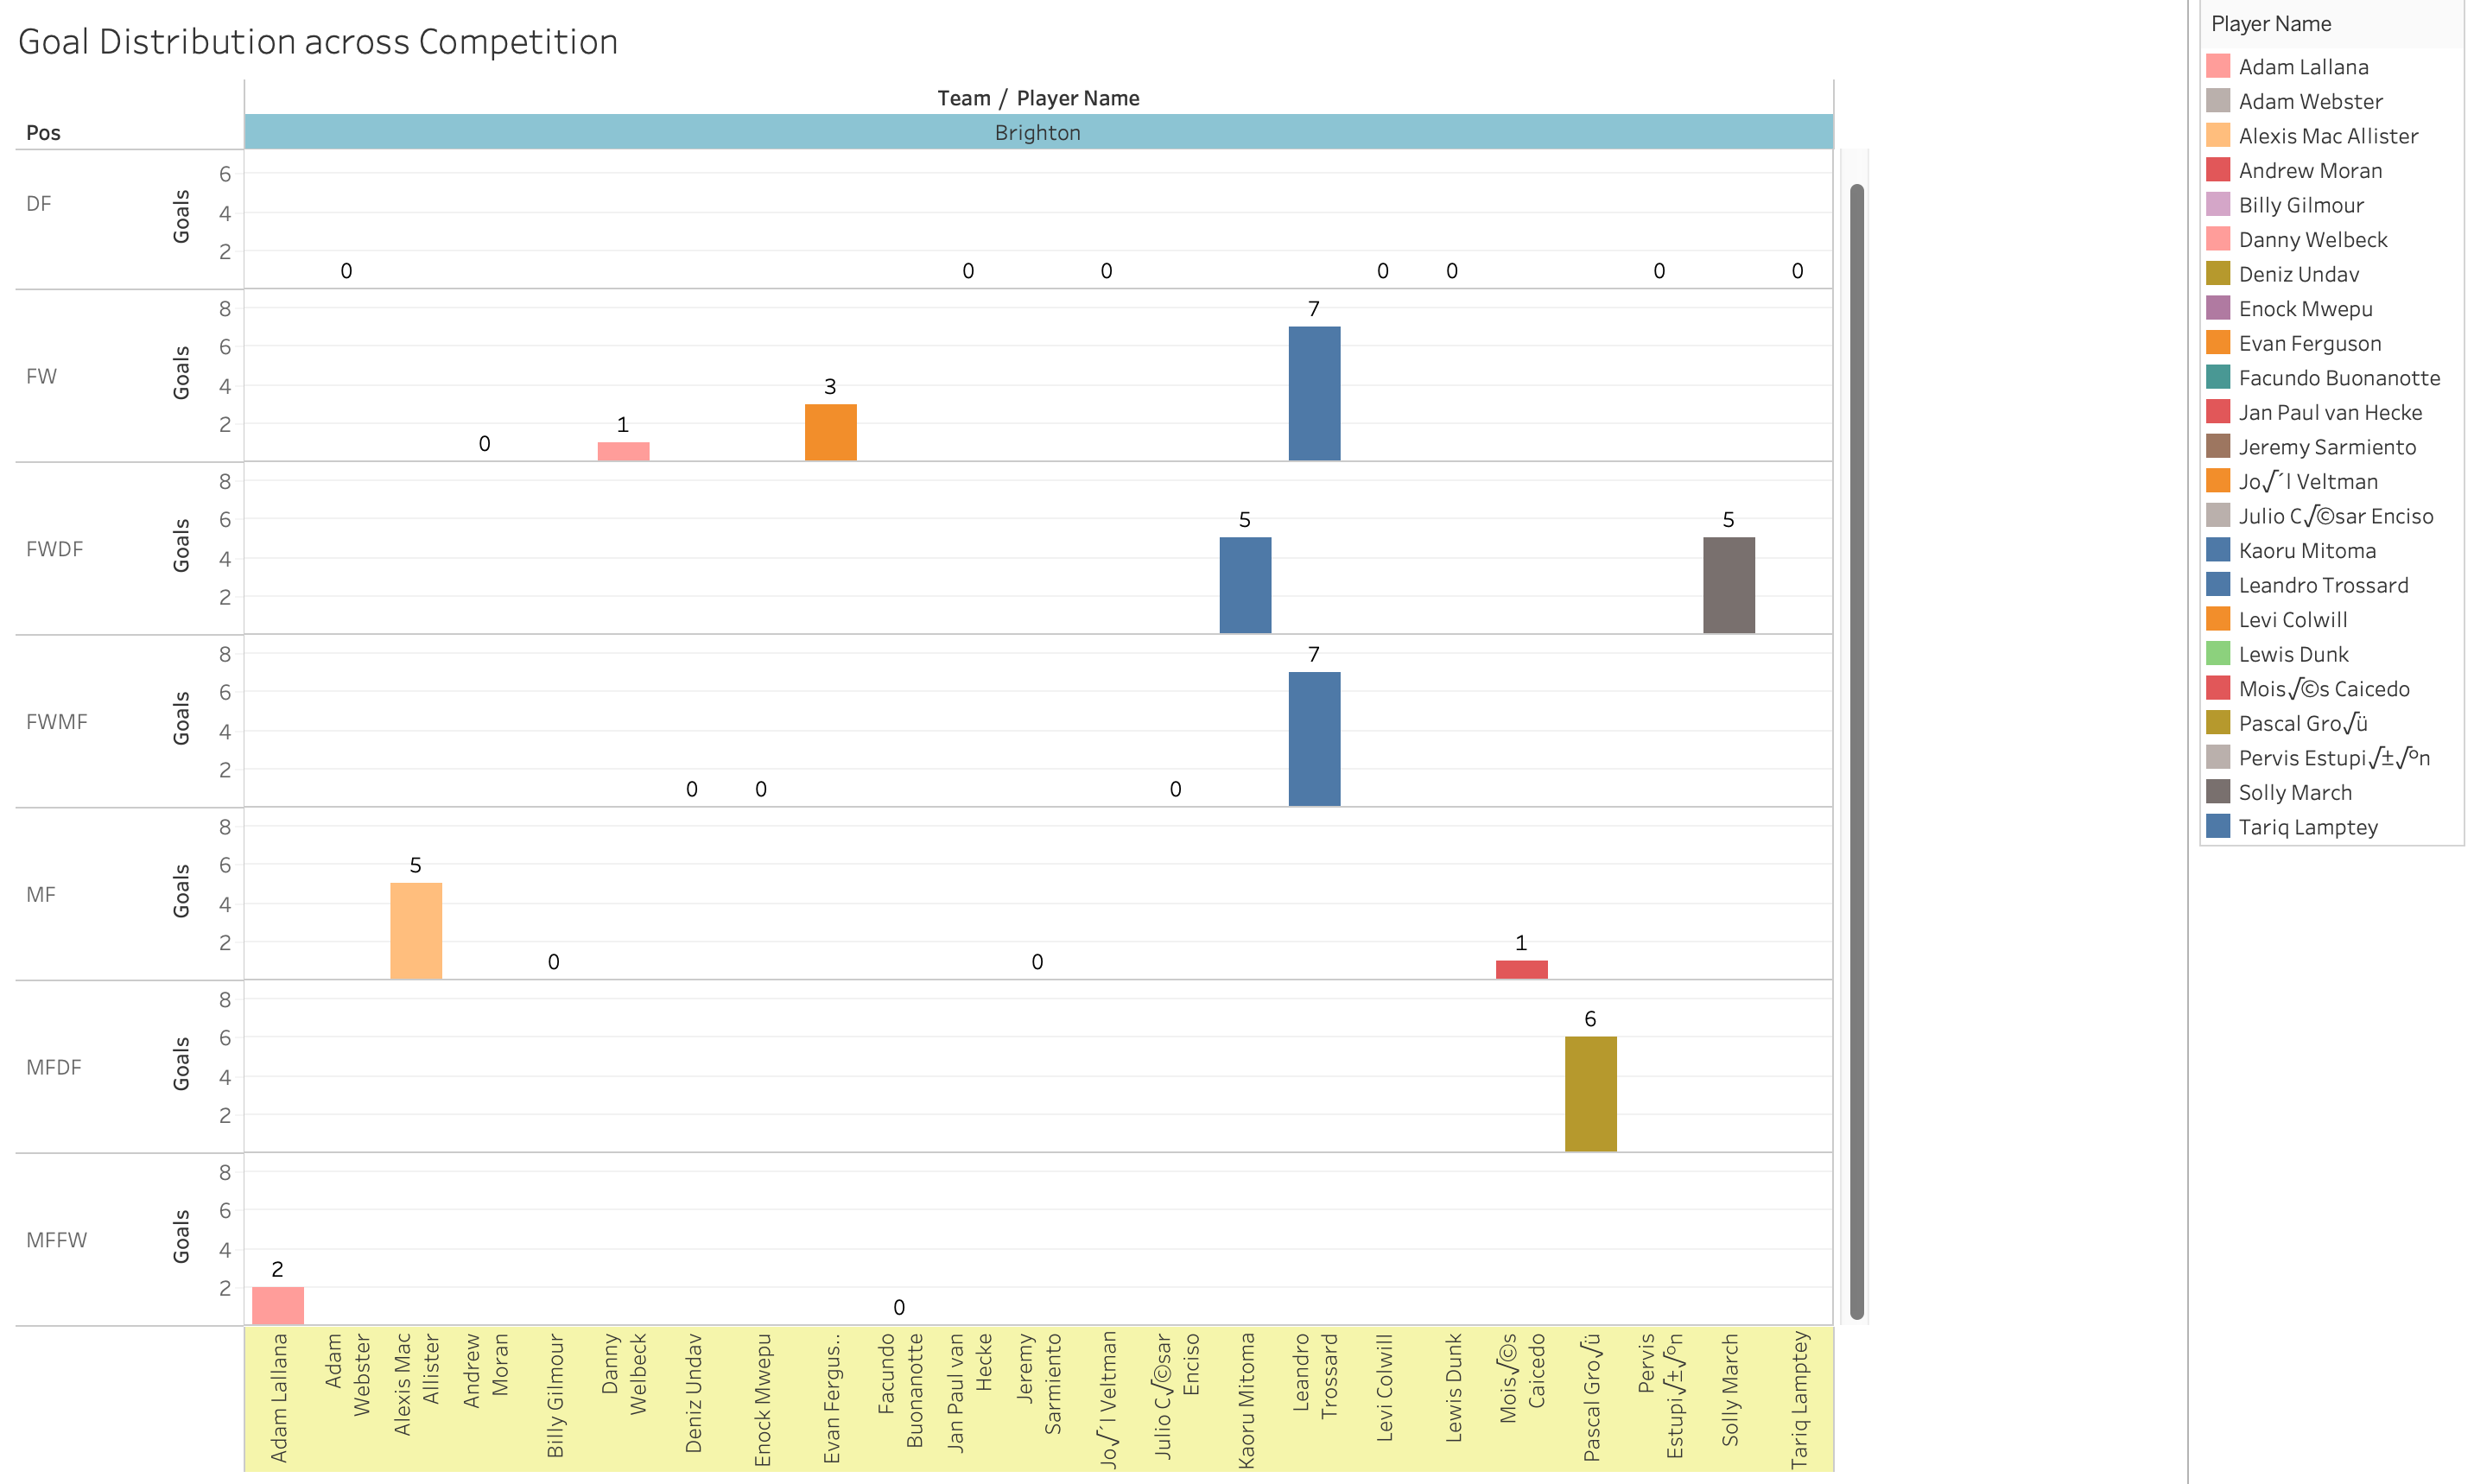 Goal Distribution across Competition
Team / Player Name
Pos
Brighton
DF
Goals
6
4
2
0
0
0
0
0
0
0
FW
Goals
8
6
4
2
0
1
3
7
FWDF
Goals
8
6
4
2
5
5
FWMF
Goals
8
6
4
2
0
0
0
7
MF
Goals
8
6
4
2
5
0
0
1
MFDF
Goals
8
6
4
2
6
MFFW
Goals
8
6
4
2
2
0
Adam Lallana
Adam
Webster
Alexis Mac
Allister
Andrew
Moran
Billy Gilmour
Danny
Welbeck
Deniz Undav
Enock Mwepu
Evan Fergus..
Facundo
Buonanotte
Jan Paul van
Hecke
Jeremy
Sarmiento
Jo√´l Veltman
Julio C√©sar
Enciso
Kaoru Mitoma
Leandro
Trossard
Levi Colwill
Lewis Dunk
Mois√©s
Caicedo
Pascal Gro√ü
Pervis
Estupi√±√°n
Solly March
Tariq Lamptey
Player Name
Adam Lallana
Adam Webster
Alexis Mac Allister
Andrew Moran
Billy Gilmour
Danny Welbeck
Deniz Undav
Enock Mwepu
Evan Ferguson
Facundo Buonanotte
Jan Paul van Hecke
Jeremy Sarmiento
Jo√´l Veltman
Julio C√©sar Enciso
Kaoru Mitoma
Leandro Trossard
Levi Colwill
Lewis Dunk
Mois√©s Caicedo
Pascal Gro√ü
Pervis Estupi√±√°n
Solly March
Tariq Lamptey